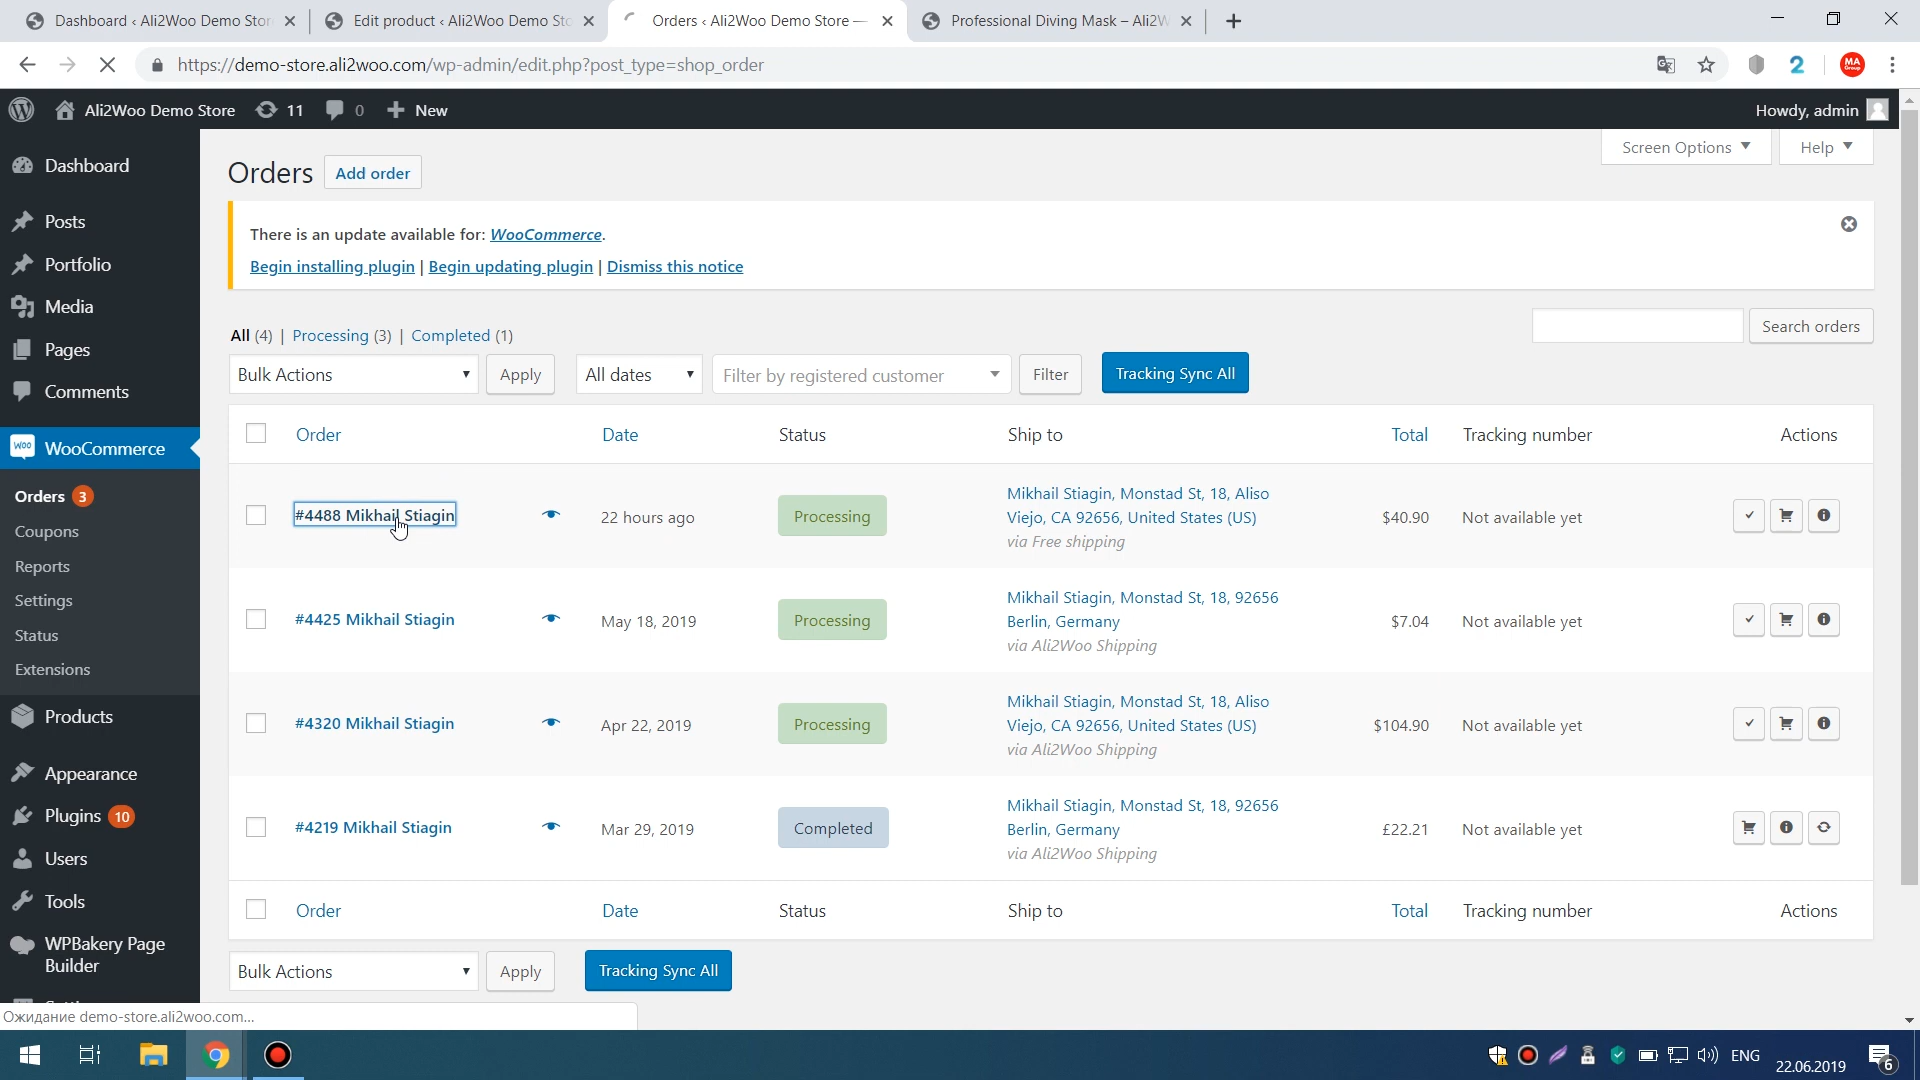 Dashboard ‹ Ali2Woo Demo Stor
Edit product ‹ Ali2Woo Demo Sto
Orders ‹ Ali2Woo Demo Store —
Professional Diving Mask – Ali2W
https://demo-store.ali2woo.com/wp-admin/edit.php?post_type=shop_order
2
MA
Group
Ali2Woo Demo Store
11
0
New
Howdy, admin
Screen Options
Help
Dashboard
Posts
Portfolio
Media
Pages
Comments
Woo
WooCommerce
Orders 3
Coupons
Reports
Settings
Status
Extensions
Products
Appearance
Plugins 10
Users
Tools
WPBakery Page
Builder
Orders
Add order
There is an update available for: WooCommerce.
Begin installing plugin | Begin updating plugin | Dismiss this notice
All (4) | Processing (3) | Completed (1)
Search orders
Bulk Actions
Apply
All dates
Filter by registered customer
Filter
Tracking Sync All
Order Date Status Ship to Total Tracking number Actions
#4488 Mikhail Stiagin
22 hours ago
Processing
Mikhail Stiagin, Monstad St, 18, Aliso
Viejo, CA 92656, United States (US)
via Free shipping
$40.90
Not available yet
#4425 Mikhail Stiagin
May 18, 2019
Processing
Mikhail Stiagin, Monstad St, 18, 92656
Berlin, Germany
via Ali2Woo Shipping
$7.04
Not available yet
#4320 Mikhail Stiagin
Apr 22, 2019
Processing
Mikhail Stiagin, Monstad St, 18, Aliso
Viejo, CA 92656, United States (US)
via Ali2Woo Shipping
$104.90
Not available yet
#4219 Mikhail Stiagin
Mar 29, 2019
Completed
Mikhail Stiagin, Monstad St, 18, 92656
Berlin, Germany
via Ali2Woo Shipping
£22.21
Not available yet
Order Date Status Ship to Total Tracking number Actions
Bulk Actions
Apply
Tracking Sync All
Ожидание demo-store.ali2woo.com...
ENG
22.06.2019
6